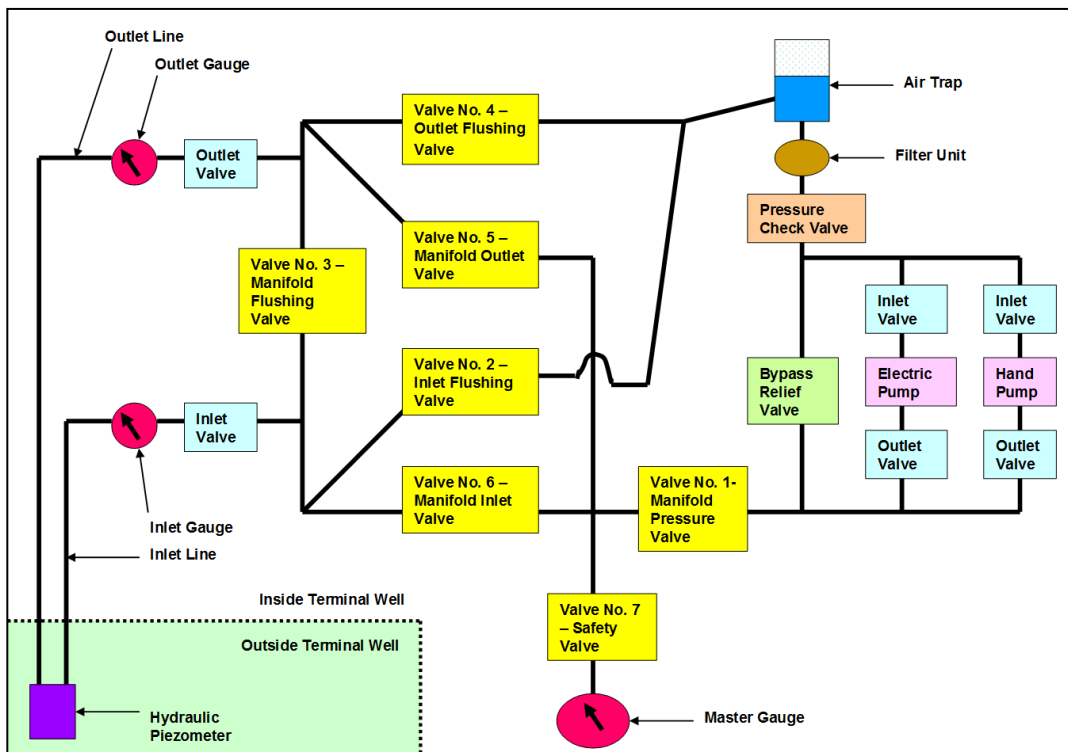 Outlet Line
Outlet Gauge
Valve No. 4 –
Outlet Flushing
Valve
Air Trap
Outlet
Valve
Filter Unit
Pressure
Check Valve
Valve No. 5 –
Manifold Outlet
Valve
Valve No. 3 –
Manifold
Flushing
Valve
Inlet
Valve
Inlet
Valve
Valve No. 2 –
Inlet Flushing
Valve
Bypass
Relief
Valve
Electric
Pump
Hand
Pump
Inlet
Valve
Outlet
Valve
Outlet
Valve
Valve No. 6 –
Manifold Inlet
Valve
Valve No. 1-
Manifold
Pressure
Valve
Inlet Gauge
Inlet Line
Inside Terminal Well
Outside Terminal Well
Valve No. 7
– Safety
Valve
Hydraulic
Piezometer
Master Gauge